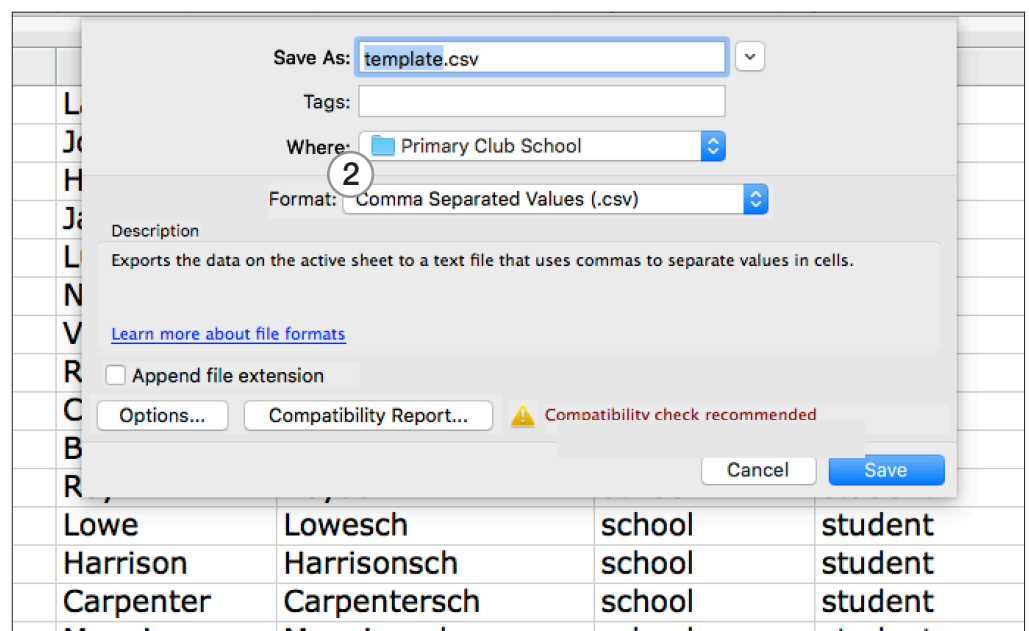 Save As: template.csv
Tags:
Where: Primary Club School
2
Format: Comma Separated Values (.csv)
Description
Exports the data on the active sheet to a text file that uses commas to separate values in cells.
Learn more about file formats
Append file extension
Options... Compatibility Report... Compatibility check recommended
Cancel Save
Lowe Lowesch school student
Harrison Harrisonsch school student
Carpenter Carpentersch school student